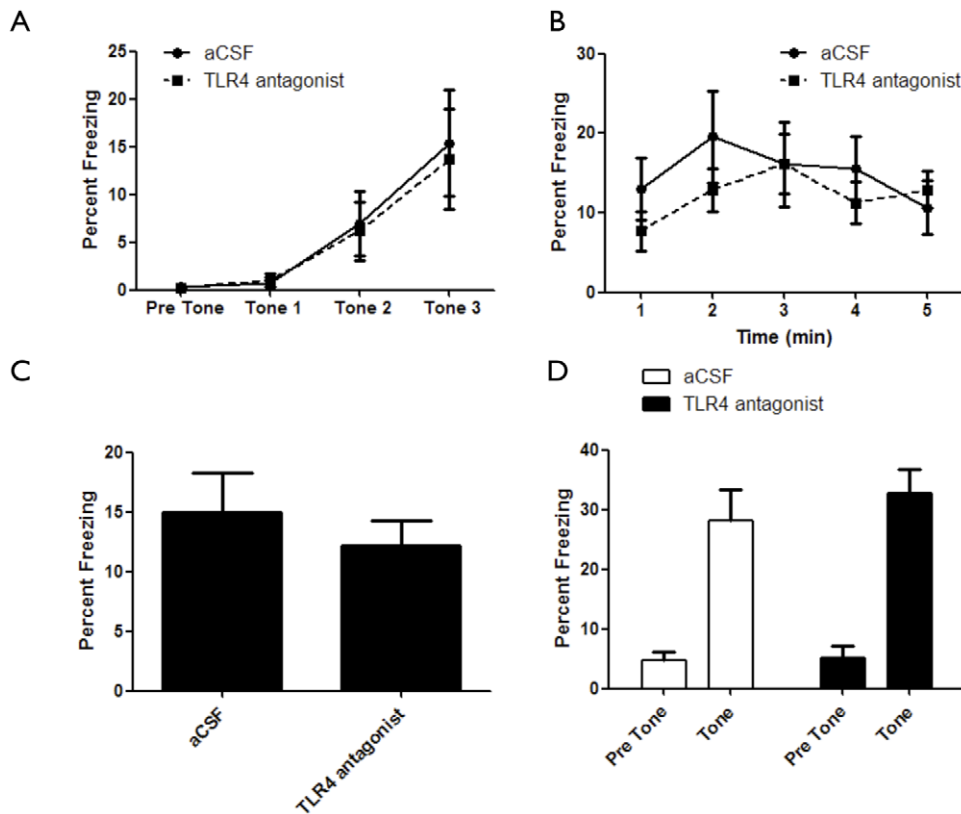 A
aCSF
TLR4 antagonist
Percent Freezing
25
20
15
10
5
0
Pre Tone Tone 1 Tone 2 Tone 3
B
aCSF
TLR4 antagonist
Percent Freezing
30
20
10
0
1 2 3 4 5
Time (min)
C
Percent Freezing
20
15
10
5
0
aCSF
TLR4 antagonist
D
aCSF
TLR4 antagonist
Percent Freezing
40
30
20
10
0
Pre Tone
Tone
Pre Tone
Tone